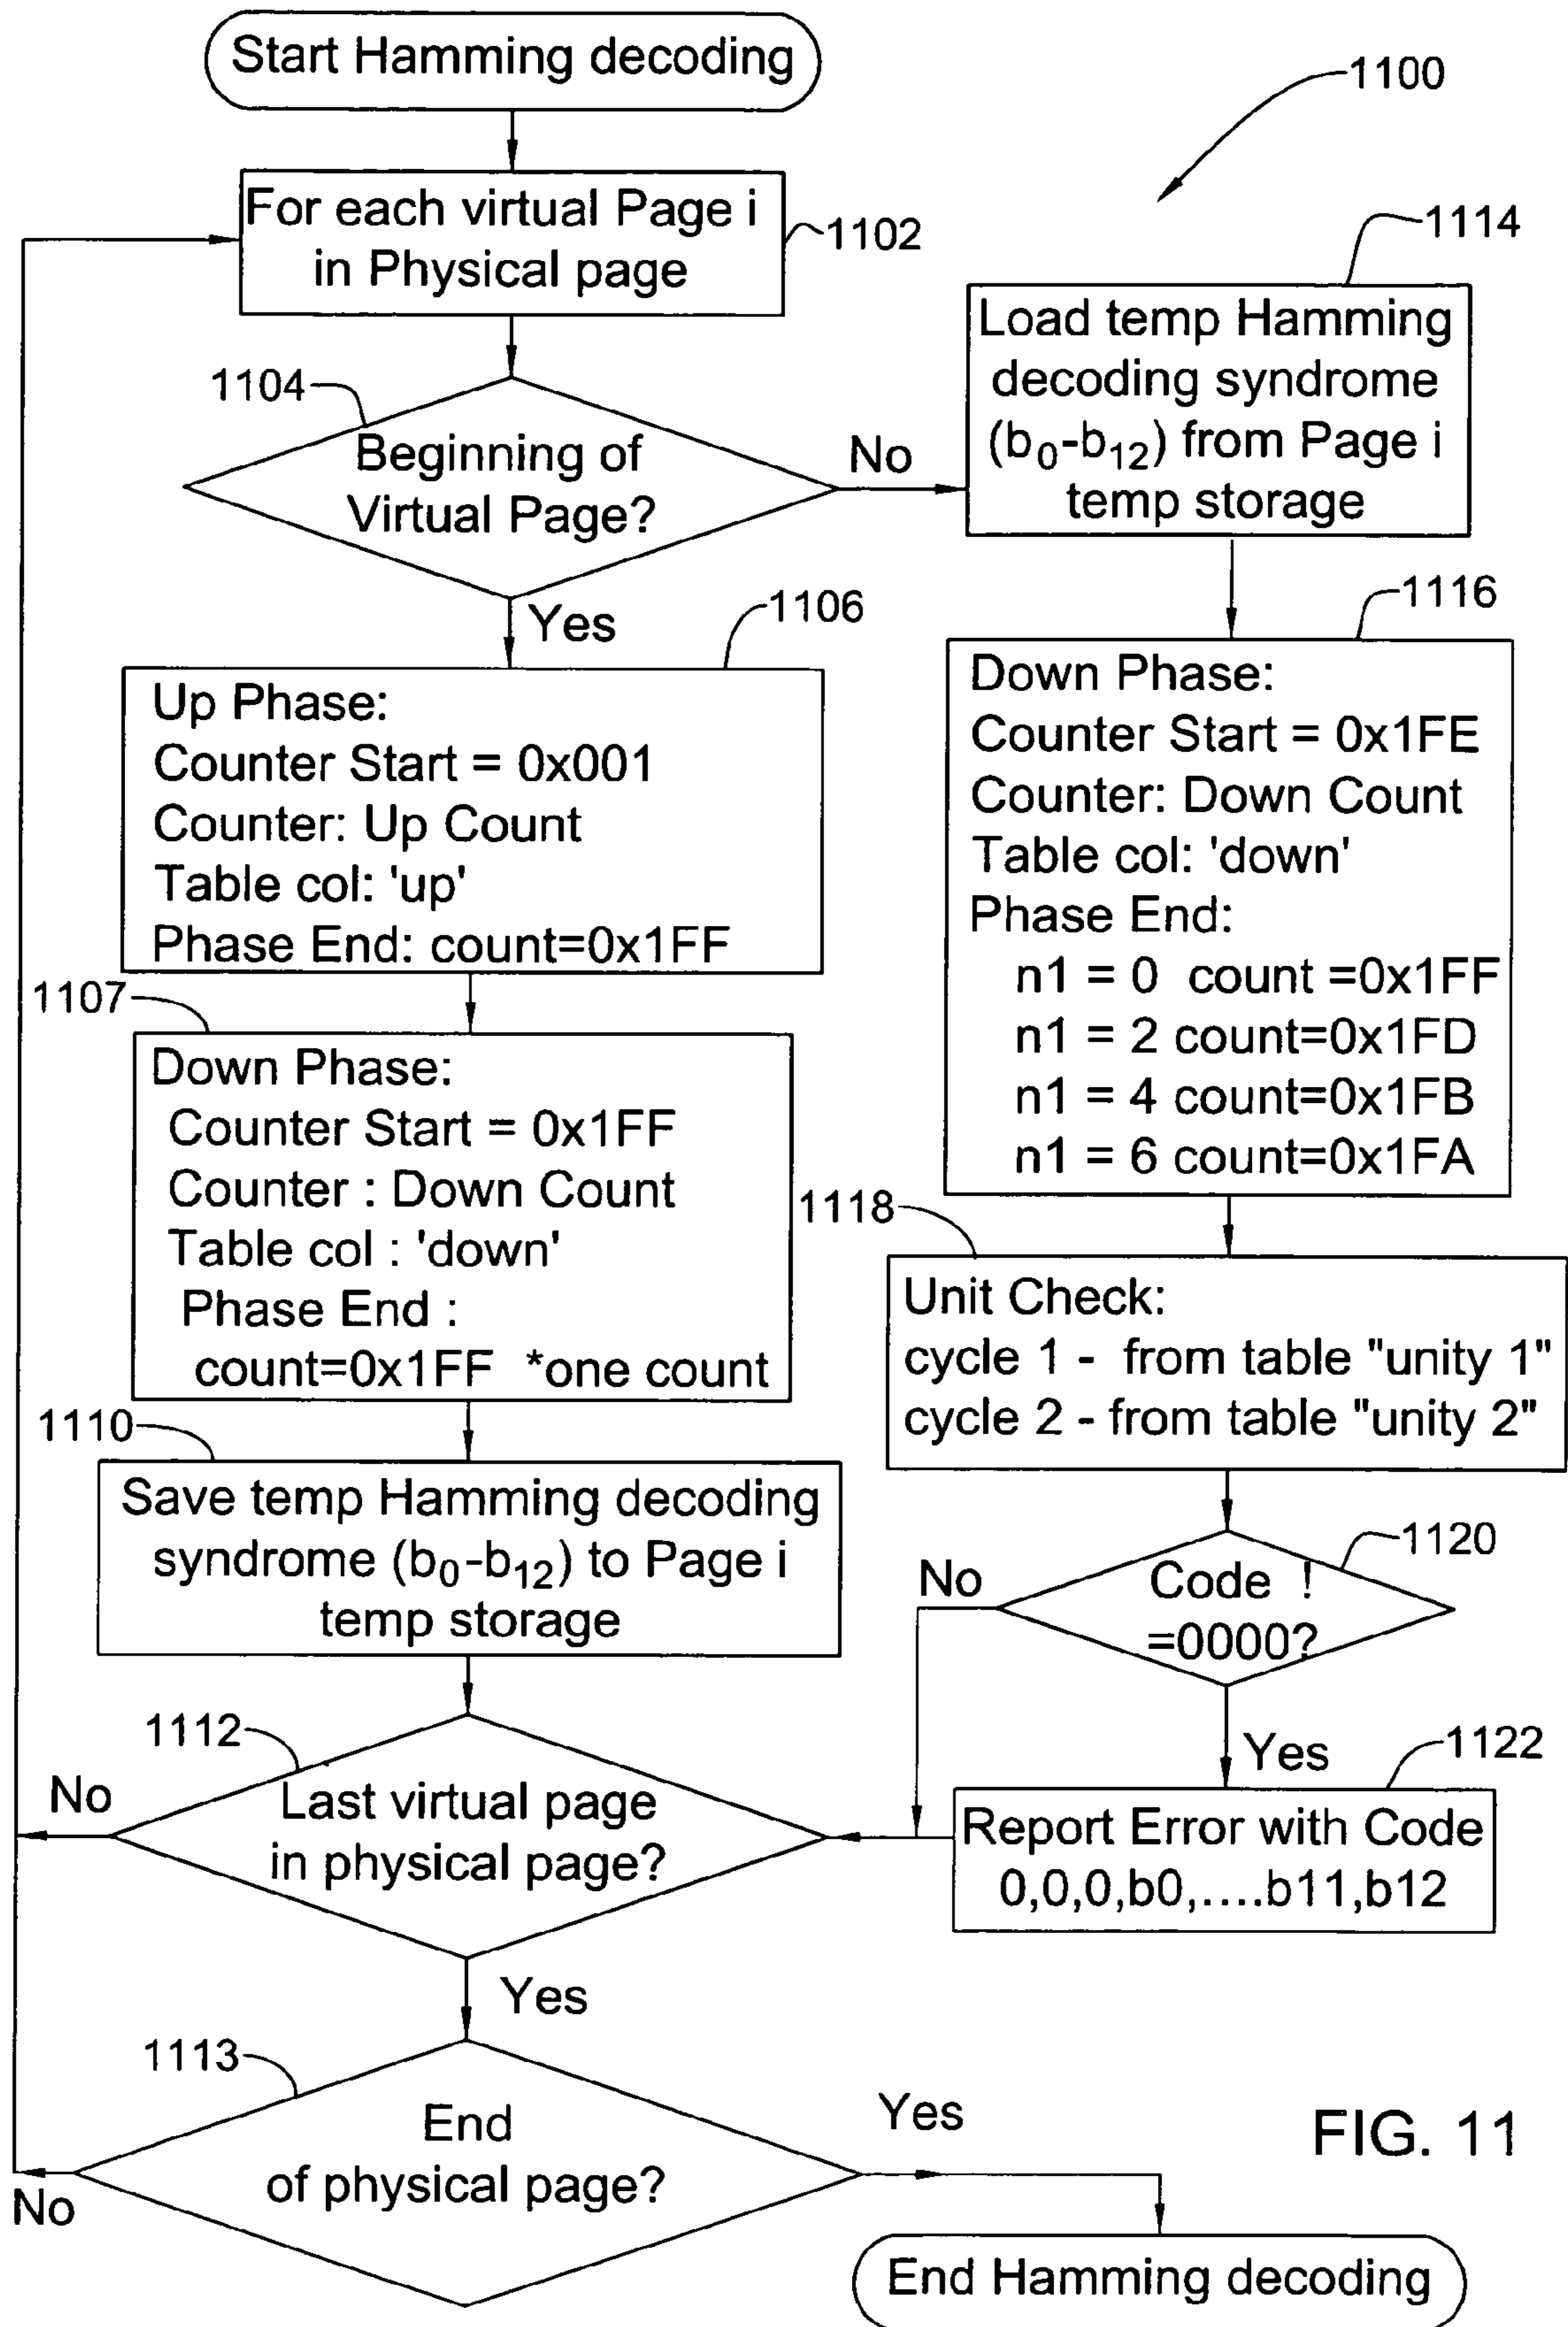 Start Hamming decoding
1100
For each virtual Page i
in Physical page
1102
1104
Beginning of
Virtual Page?
No
Yes
1114
Load temp Hamming
decoding syndrome
(b0-b12) from Page i
temp storage
1106
Up Phase:
Counter Start = 0x001
Counter: Up Count
Table col: 'up'
Phase End: count=0x1FF
1116
Down Phase:
Counter Start = 0x1FE
Counter: Down Count
Table col: 'down'
Phase End:
n1 = 0 count =0x1FF
n1 = 2 count=0x1FD
n1 = 4 count=0x1FB
n1 = 6 count=0x1FA
1107
Down Phase:
Counter Start = 0x1FF
Counter : Down Count
Table col : 'down'
Phase End :
count=0x1FF *one count
1118
Unit Check:
cycle 1 - from table "unity 1"
cycle 2 - from table "unity 2"
1110
Save temp Hamming decoding
syndrome (b0-b12) to Page i
temp storage
1120
Code !
=0000?
No
Yes
1122
Report Error with Code
0,0,0,b0,....b11,b12
1112
Last virtual page
in physical page?
No
Yes
1113
End
of physical page?
Yes
No
FIG. 11
End Hamming decoding